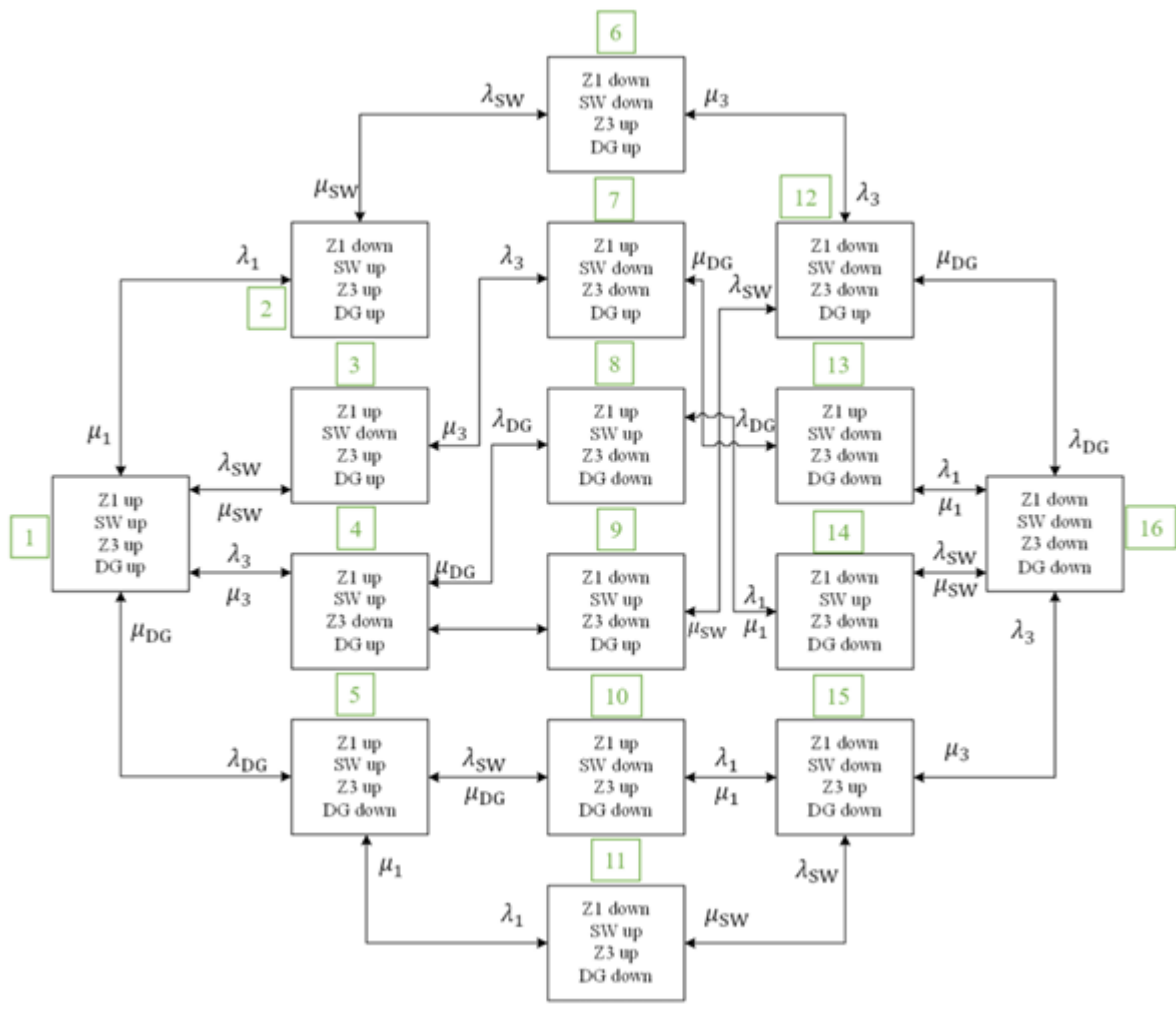 6
Z1 down
SW down
Z3 up
DG up
λSW
μ3
μSW
λ3
7
12
λ1
2
Z1 down
SW up
Z3 up
DG up
λ3
Z1 up
SW down
Z3 down
DG up
μDG
λSW
Z1 down
SW down
Z3 down
DG up
μDG
3
8
13
μ1
λSW
μSW
Z1 up
SW down
Z3 up
DG up
μ3
λDG
Z1 up
SW up
Z3 down
DG down
λDG
Z1 up
SW down
Z3 down
DG down
λ1
μ1
λDG
1
Z1 up
SW up
Z3 up
DG up
4
9
14
Z1 down
SW down
Z3 down
DG down
16
λ3
μ3
Z1 up
SW up
Z3 down
DG up
μDG
Z1 down
SW up
Z3 down
DG up
μSW
λ1
μ1
Z1 down
SW up
Z3 down
DG down
λSW
μSW
μDG
λ3
5
10
15
λDG
Z1 up
SW up
Z3 up
DG down
λSW
μDG
Z1 up
SW down
Z3 up
DG down
λ1
μ1
Z1 down
SW down
Z3 up
DG down
μ3
11
μ1
λSW
λ1
Z1 down
SW up
Z3 up
DG down
μSW